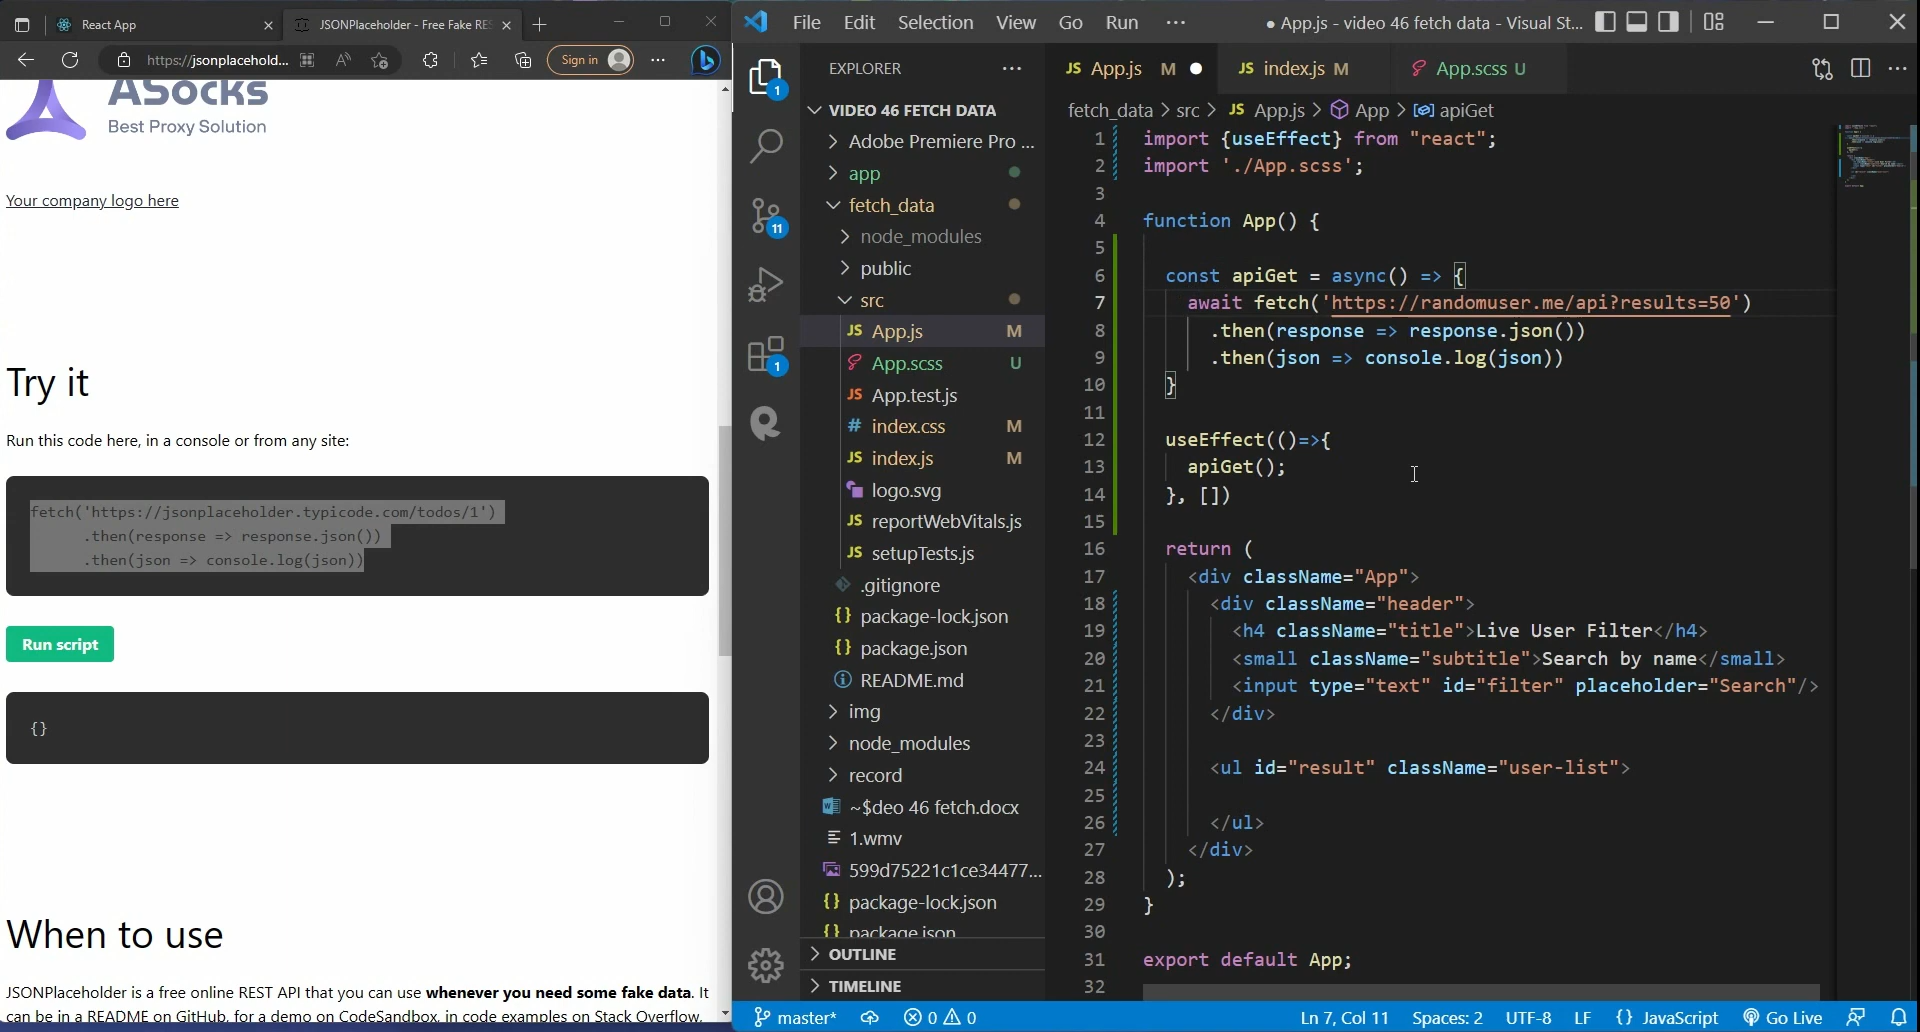 React App
JSONPlaceholder - Free Fake RES
https://jsonplacehold...
Sign in
ASocks
Best Proxy Solution
Your company logo here
Try it
Run this code here, in a console or from any site:
fetch('https://jsonplaceholder.typicode.com/todos/1')
.then(response => response.json())
.then(json => console.log(json))
Run script
{}
When to use
JSONPlaceholder is a free online REST API that you can use whenever you need some fake data. It
can be in a README on GitHub, for a demo on CodeSandbox, in code examples on Stack Overflow,
File Edit Selection View Go Run ···
● App.js - video 46 fetch data - Visual St...
EXPLORER
VIDEO 46 FETCH DATA
Adobe Premiere Pro ...
app
fetch_data
node_modules
public
src
JS App.js M
App.scss U
JS App.test.js
# index.css M
JS index.js M
logo.svg
JS reportWebVitals.js
JS setupTests.js
.gitignore
{} package-lock.json
{} package.json
README.md
img
node_modules
record
~$deo 46 fetch.docx
1.wmv
599d75221c1ce34477...
{} package-lock.json
{} package.json
OUTLINE
TIMELINE
1
11
1
JS App.js M ●
JS index.js M
App.scss U
fetch_data > src > JS App.js > App > apiGet
1 import {useEffect} from "react";
2 import './App.scss';
3
4 function App() {
5
6 const apiGet = async() => {
7 await fetch('https://randomuser.me/api?results=50')
8 .then(response => response.json())
9 .then(json => console.log(json))
10 }
11
12 useEffect(()=>{
13 apiGet();
14 }, [])
15
16 return (
17 <div className="App">
18 <div className="header">
19 <h4 className="title">Live User Filter</h4>
20 <small className="subtitle">Search by name</small>
21 <input type="text" id="filter" placeholder="Search"/>
22 </div>
23
24 <ul id="result" className="user-list">
25
26 </ul>
27 </div>
28 );
29 }
30
31 export default App;
32
master* 0 0 Ln 7, Col 11 Spaces: 2 UTF-8 LF {} JavaScript Go Live